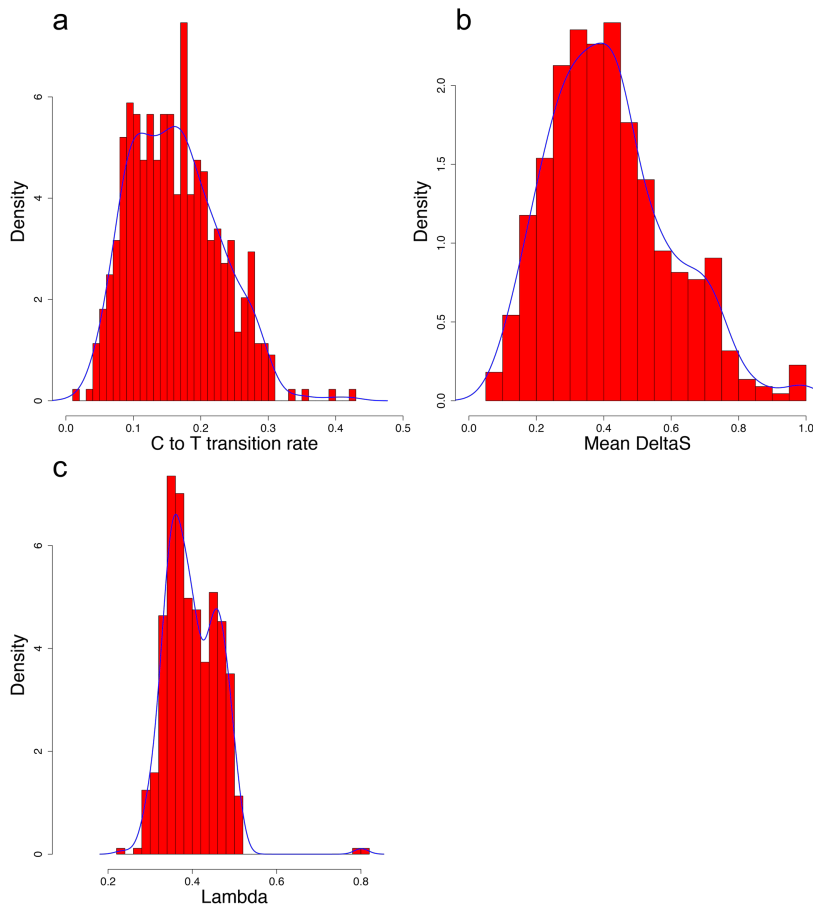 a
Density
0
2
4
6
0.0 0.1 0.2 0.3 0.4 0.5
C to T transition rate
b
Density
0.0
0.5
1.0
1.5
2.0
0.0 0.2 0.4 0.6 0.8 1.0
Mean DeltaS
c
Density
0
2
4
6
0.2 0.4 0.6 0.8
Lambda